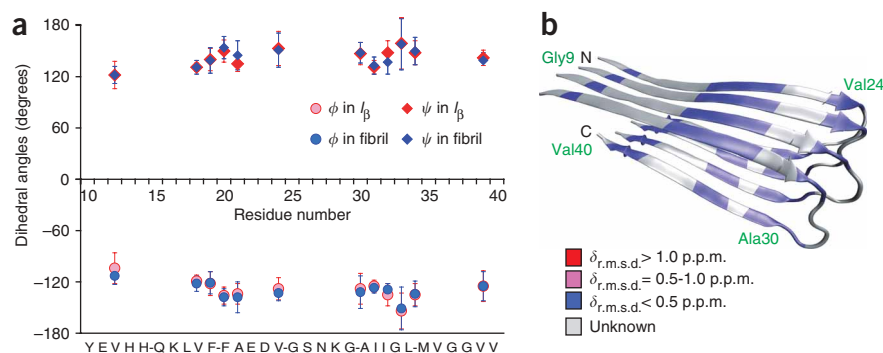 a
Dihedral angles (degrees)
180
120
60
0
−60
−120
−180
ϕ in Iβ
ψ in Iβ
ϕ in fibril
ψ in fibril
10 15 20 25 30 35 40
Residue number
Y E V H H-Q K L V F-F A E D V-G S N K G-A I I G L-M V G G V V
b
Gly9 N
Val24
C
Val40
Ala30
δr.m.s.d.> 1.0 p.p.m.
δr.m.s.d.= 0.5-1.0 p.p.m.
δr.m.s.d.< 0.5 p.p.m.
Unknown